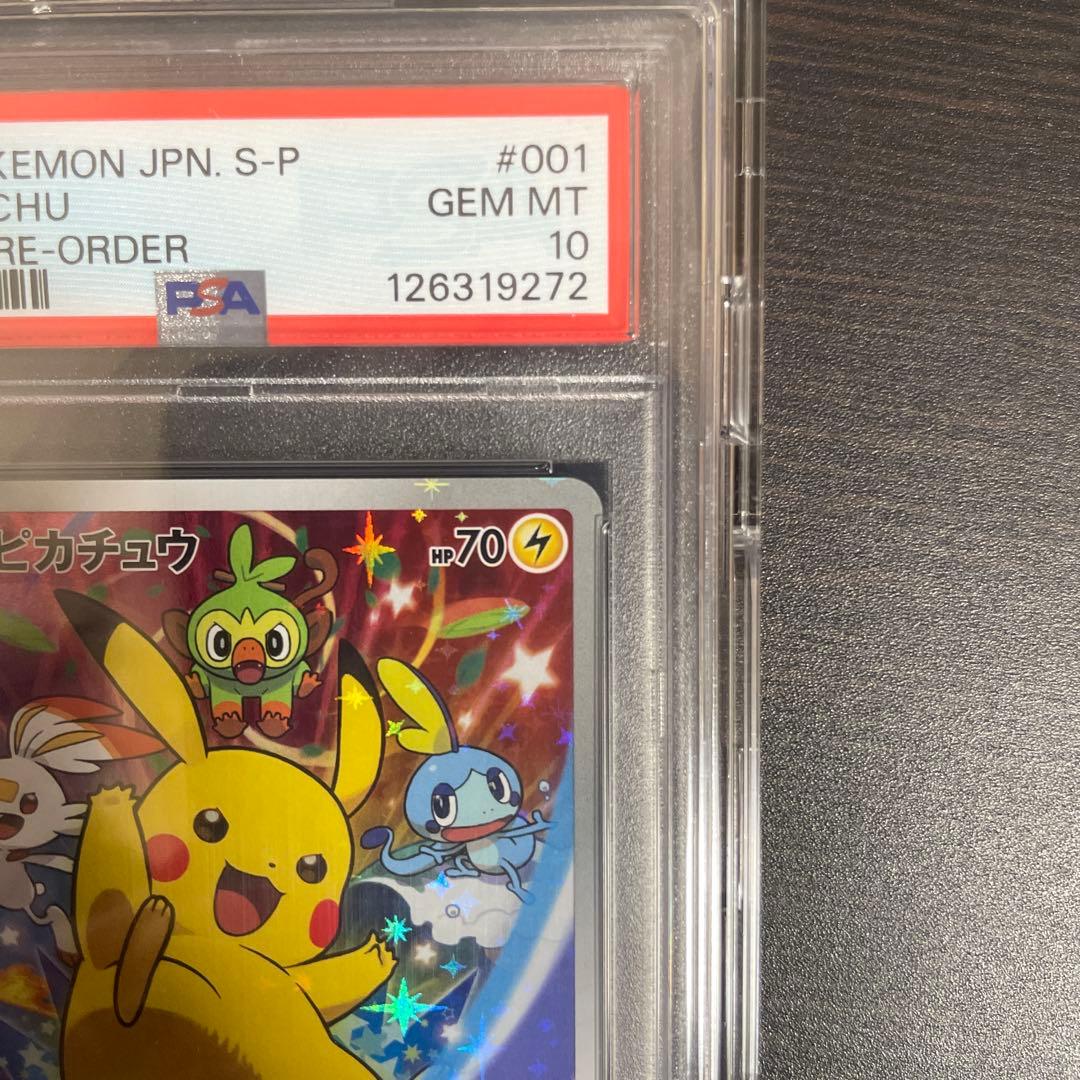 KEMON JPN. S-P #001
CHU GEM MT
RE-ORDER 10
PSA 126319272
ピカチュウ HP70